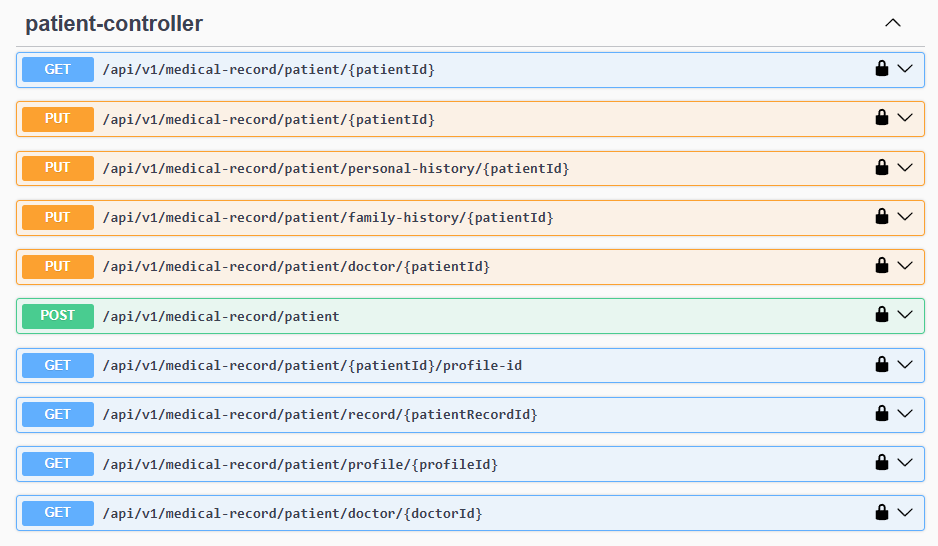 patient-controller
GET /api/v1/medical-record/patient/{patientId}
PUT /api/v1/medical-record/patient/{patientId}
PUT /api/v1/medical-record/patient/personal-history/{patientId}
PUT /api/v1/medical-record/patient/family-history/{patientId}
PUT /api/v1/medical-record/patient/doctor/{patientId}
POST /api/v1/medical-record/patient
GET /api/v1/medical-record/patient/{patientId}/profile-id
GET /api/v1/medical-record/patient/record/{patientRecordId}
GET /api/v1/medical-record/patient/profile/{profileId}
GET /api/v1/medical-record/patient/doctor/{doctorId}